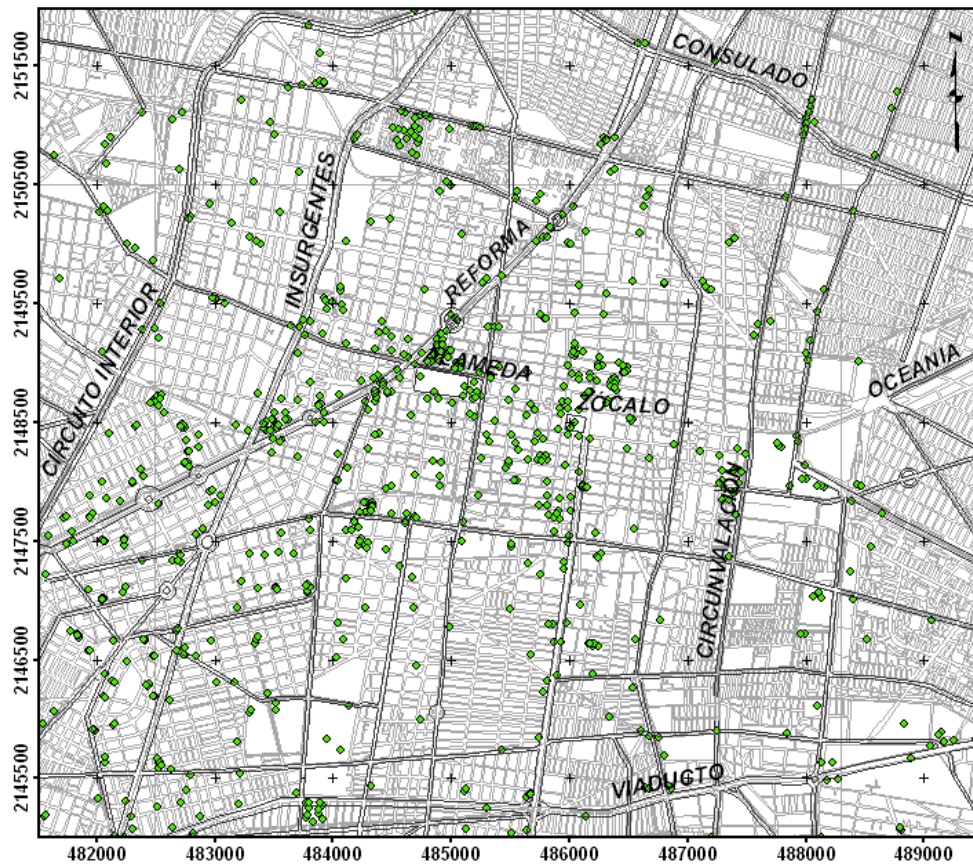 2151500
2150500
2149500
2148500
2147500
2146500
2145500
CONSULADO
INSURGENTES
REFORMA
CIRCUITO INTERIOR
ALAMEDA
OCEANIA
ZOCALO
CIRCUNVALACIÓN
VIADUCTO
482000 483000 484000 485000 486000 487000 488000 489000